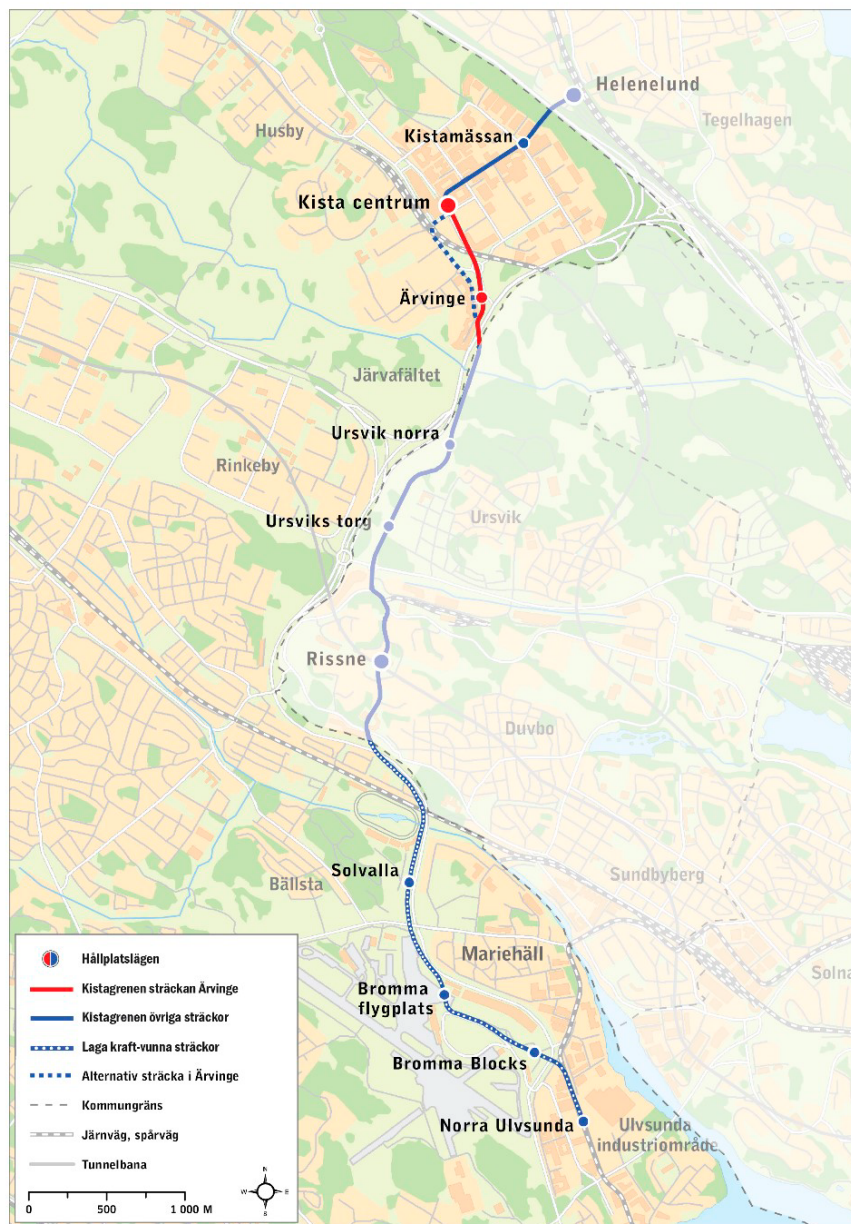 Helenelund
Tegelhagen
Husby
Kistamässan
Kista centrum
Ärvinge
Järvafältet
Ursvik norra
Rinkeby
Ursviks torg
Ursvik
Rissne
Duvbo
Solvalla
Bällsta
Sundbyberg
Mariehäll
Solna
Bromma
flygplats
Bromma Blocks
Norra Ulvsunda
Ulvsunda
industriområde
Hållplatslägen
Kistagrenen sträckan Ärvinge
Kistagrenen övriga sträckor
Laga kraft-vunna sträckor
Alternativ sträcka i Ärvinge
Kommungräns
Järnväg, spårväg
Tunnelbana
0 500 1 000 M
N
W E
S